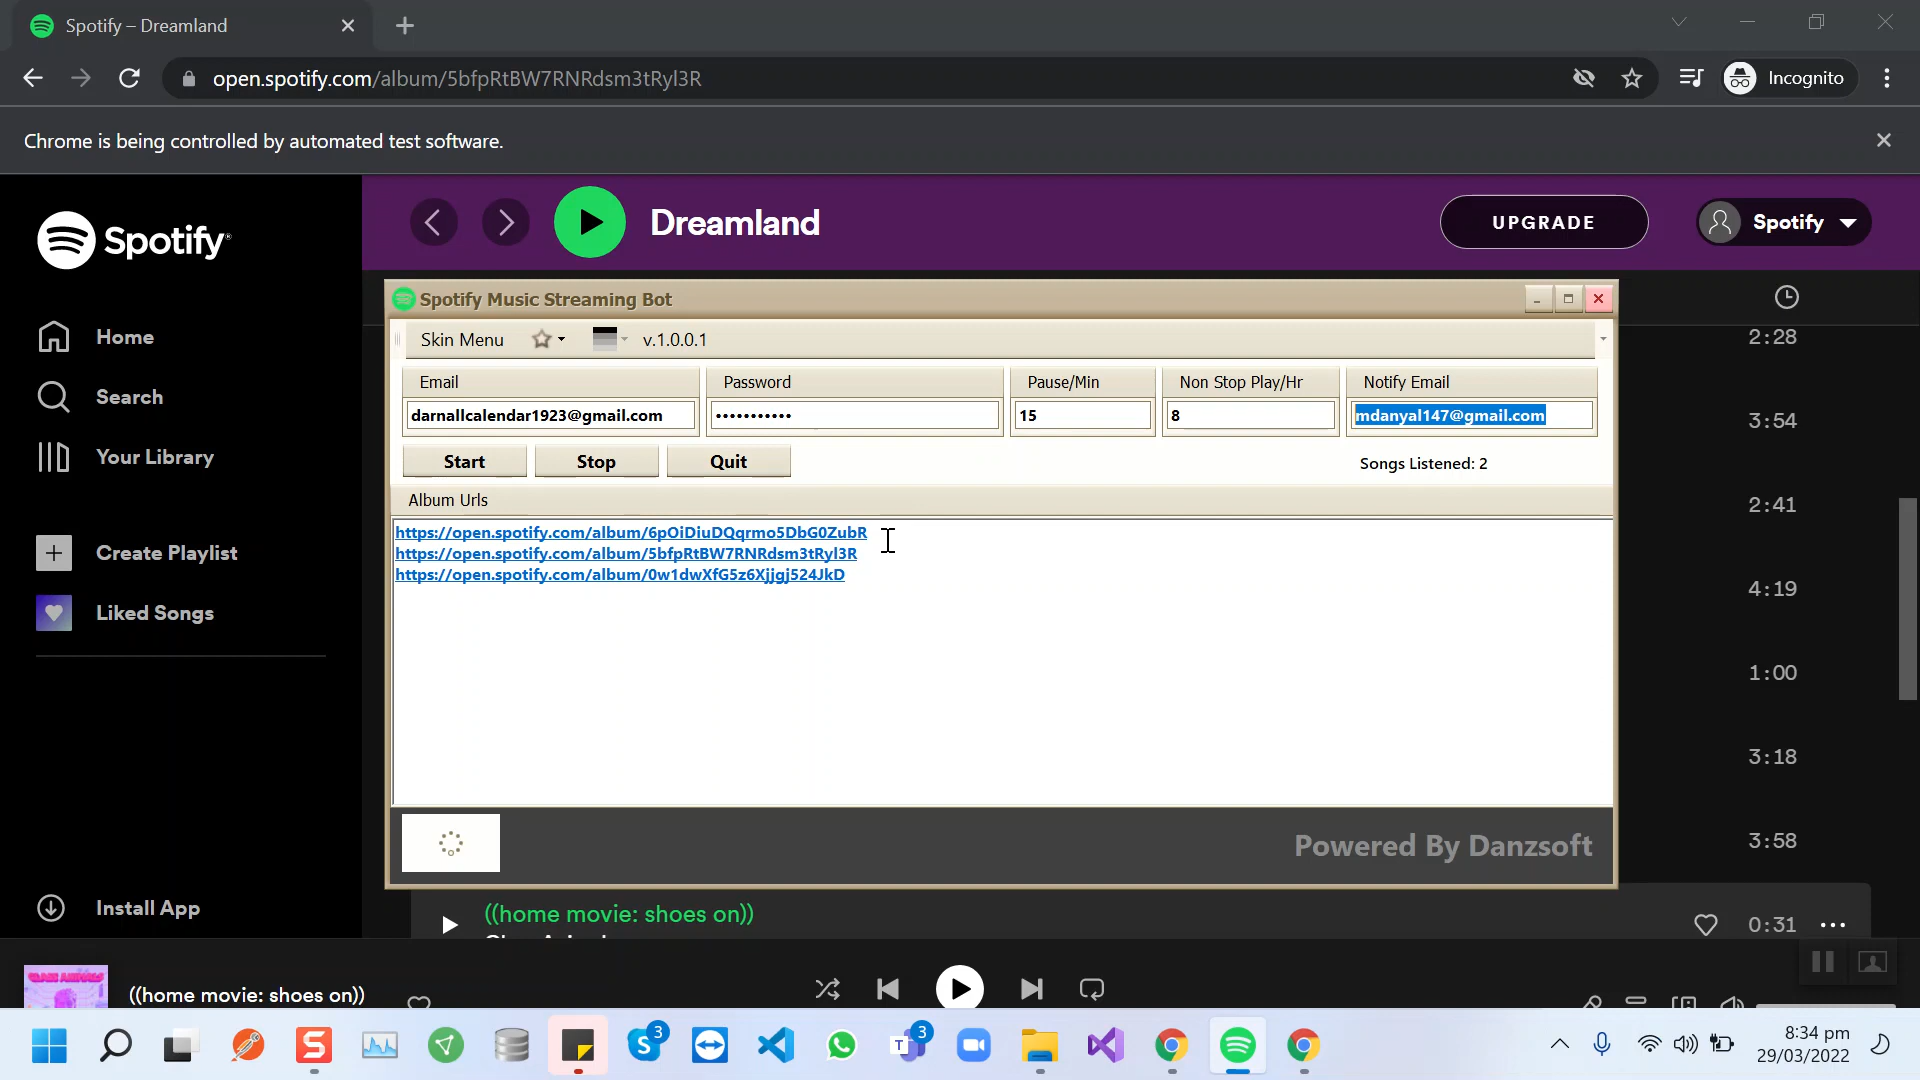 Spotify – Dreamland
open.spotify.com/album/5bfpRtBW7RNRdsm3tRyl3R
Incognito
Chrome is being controlled by automated test software.
Spotify
Dreamland
UPGRADE
Spotify
Home
Search
Your Library
Create Playlist
Liked Songs
Install App
Spotify Music Streaming Bot
Skin Menu
v.1.0.0.1
Email
Password
Pause/Min
Non Stop Play/Hr
Notify Email
darnallcalendar1923@gmail.com
•••••••••••
15
8
mdanyal147@gmail.com
Start
Stop
Quit
Songs Listened: 2
Album Urls
https://open.spotify.com/album/6pOiDiuDQqrmo5DbG0ZubR
https://open.spotify.com/album/5bfpRtBW7RNRdsm3tRyl3R
https://open.spotify.com/album/0w1dwXfG5z6Xjjgj524JkD
Powered By Danzsoft
2:28
3:54
2:41
4:19
1:00
3:18
3:58
((home movie: shoes on))
0:31
((home movie: shoes on))
3
3
8:34 pm
29/03/2022